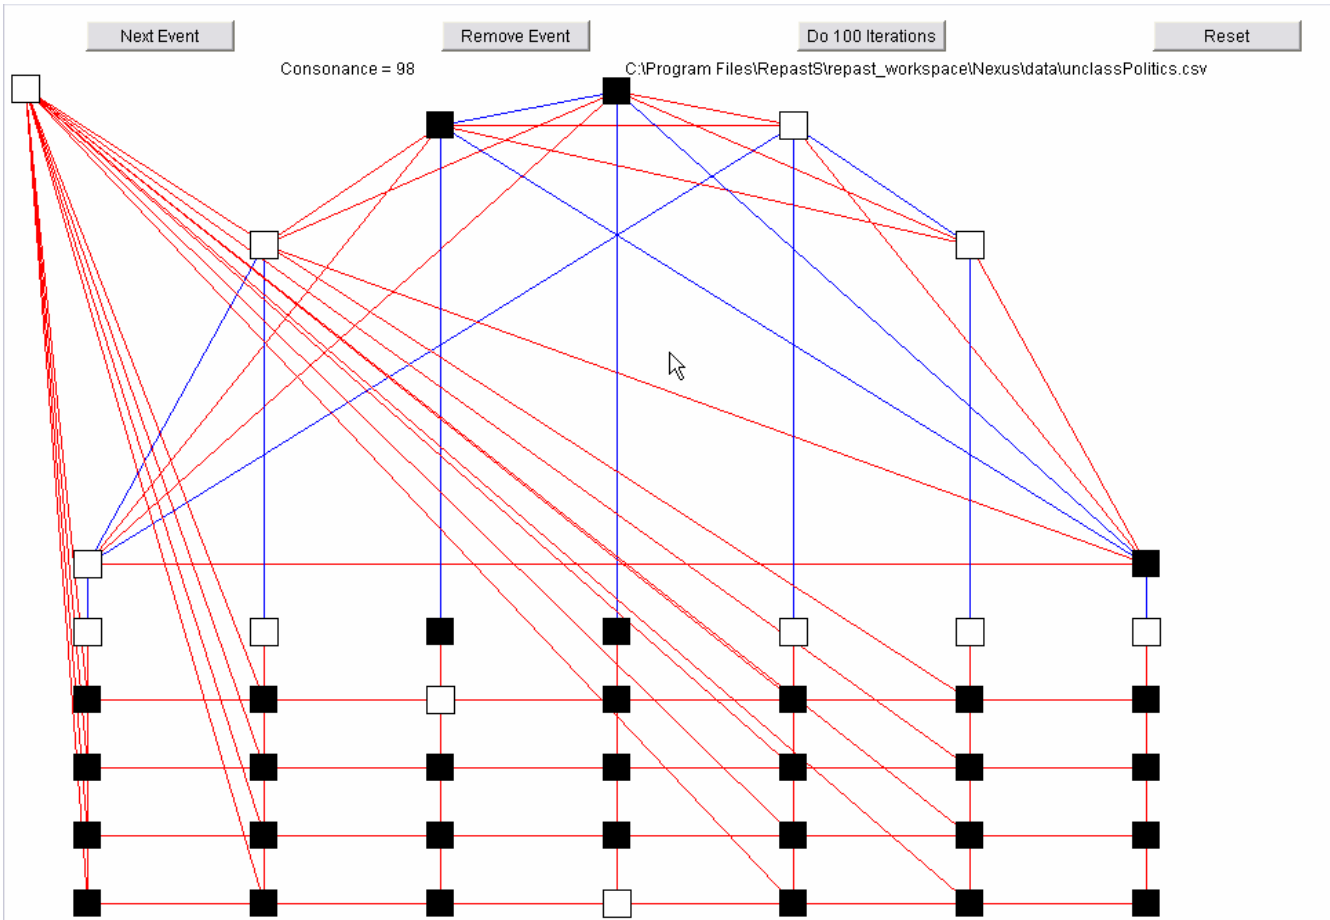 Next Event
Remove Event
Do 100 Iterations
Reset
Consonance = 98
C:\Program Files\RepastS\repast_workspace\Nexus\data\unclassPolitics.csv